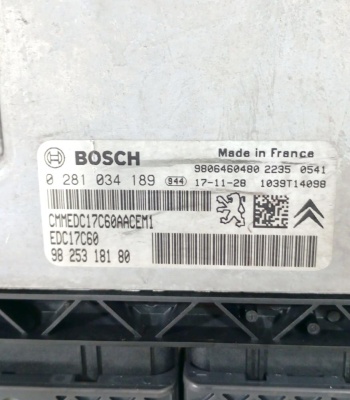 BOSCH
Made in France
9806460480 2235 0541
0 281 034 189 944 17-11-28 1039T14098
CMMEDC17C60AACEM1
EDC17C60
98 253 181 80